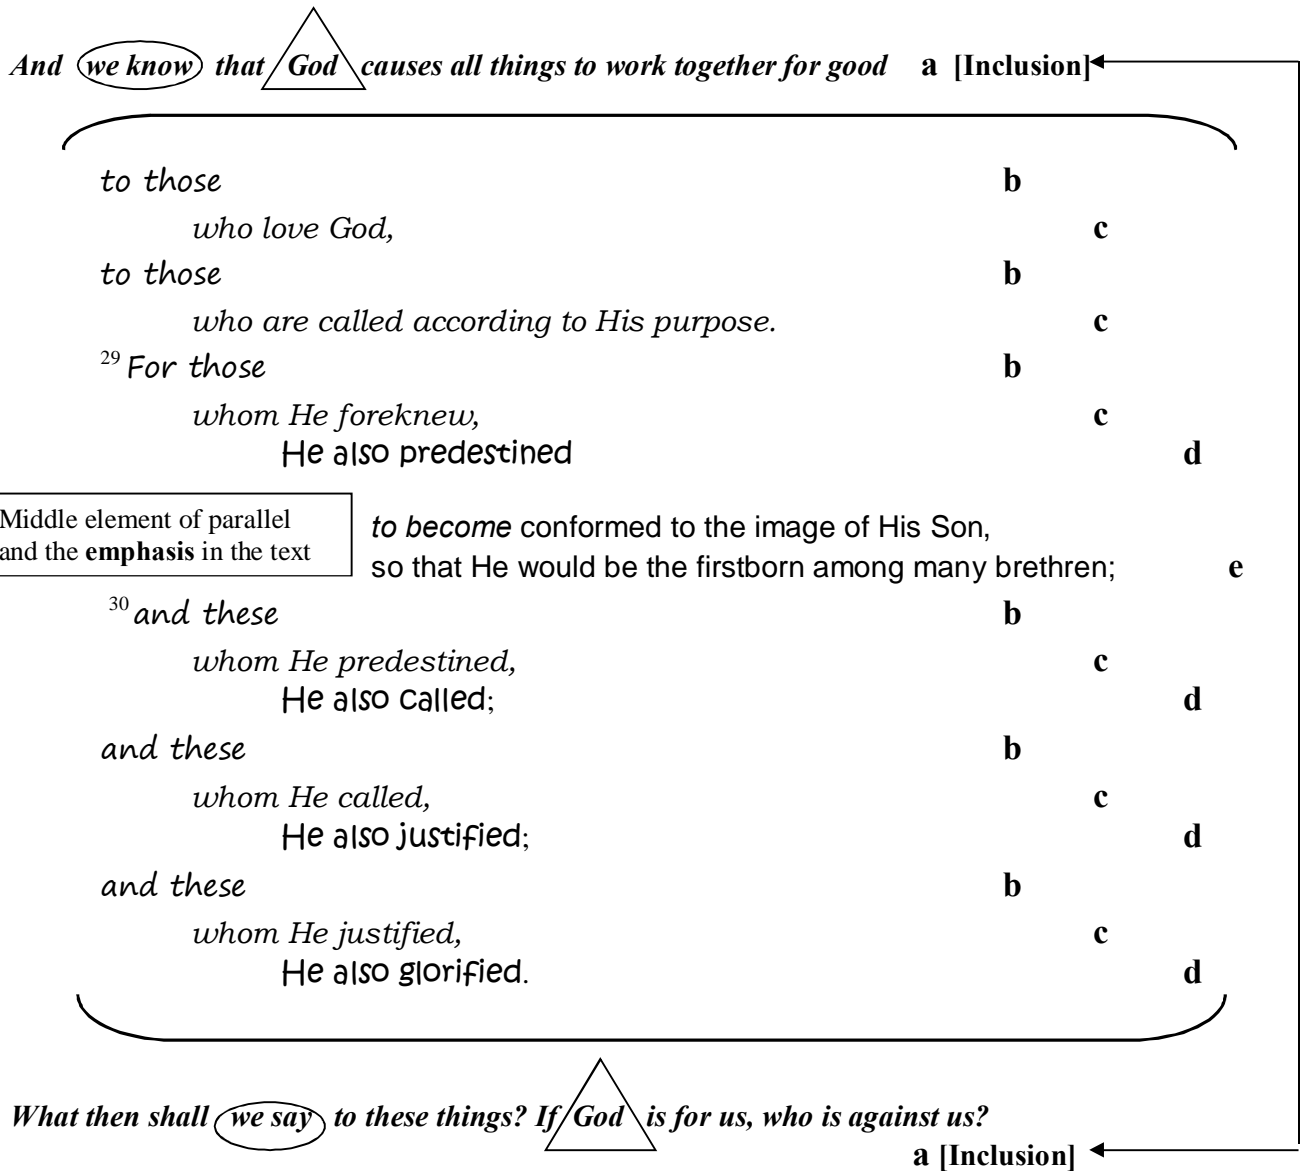 And we know that God causes all things to work together for good a [Inclusion]
to those b
who love God, c
to those b
who are called according to His purpose. c
29 For those b
whom He foreknew, c
He also predestined d
Middle element of parallel
and the emphasis in the text
to become conformed to the image of His Son,
so that He would be the firstborn among many brethren; e
30 and these b
whom He predestined, c
He also called; d
and these b
whom He called, c
He also justified; d
and these b
whom He justified, c
He also glorified. d
What then shall we say to these things? If God is for us, who is against us?
a [Inclusion]